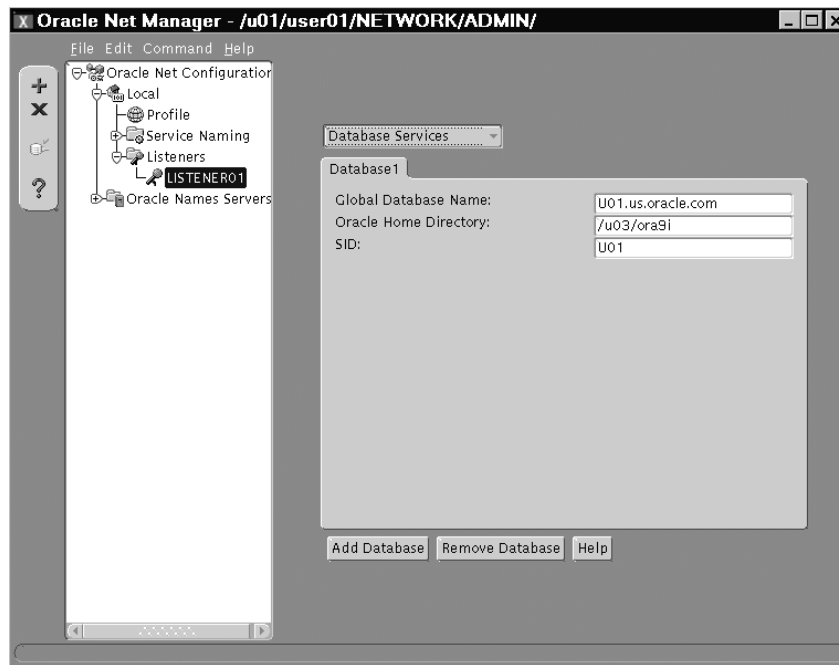 X Oracle Net Manager - /u01/user01/NETWORK/ADMIN/
File Edit Command Help
Oracle Net Configuration
Local
Profile
Service Naming
Listeners
LISTENER01
Oracle Names Servers
Database Services
Database1
Global Database Name: U01.us.oracle.com
Oracle Home Directory: /u03/ora9i
SID: U01
Add Database Remove Database Help